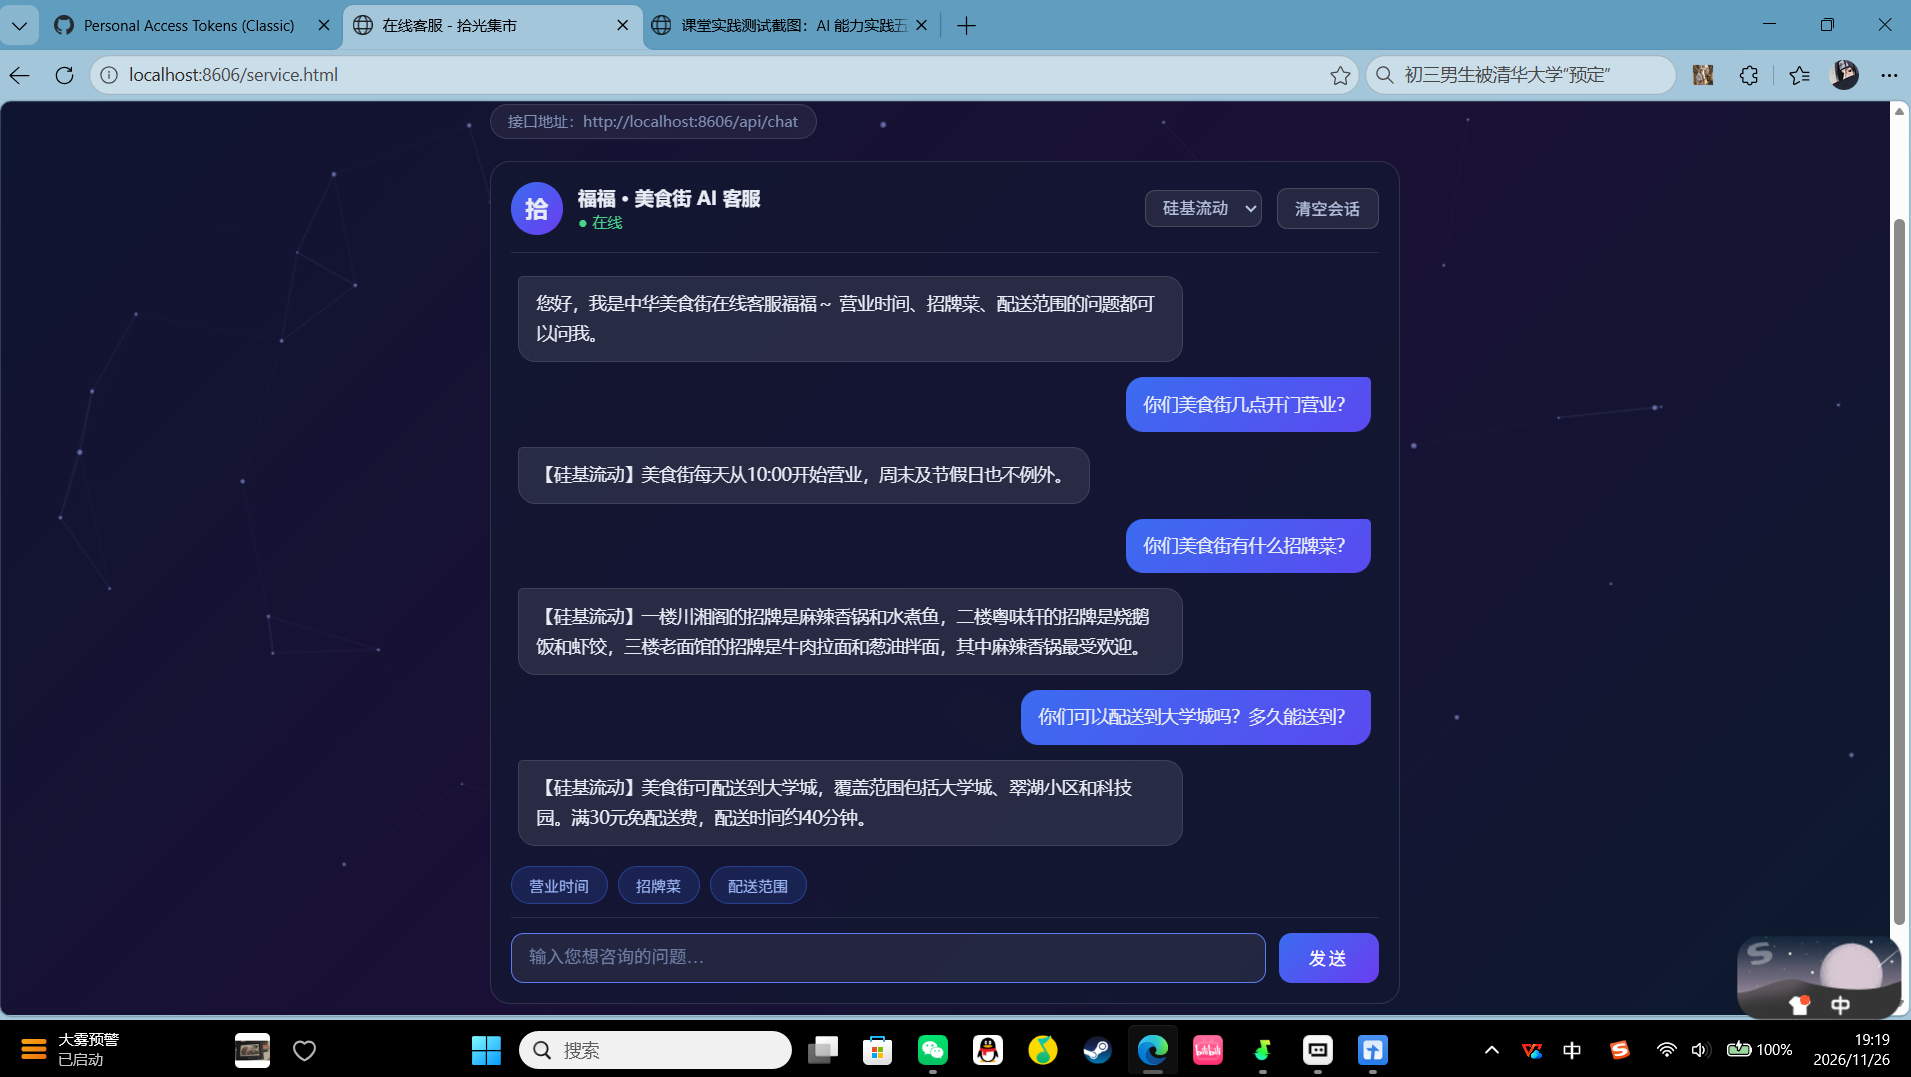 Personal Access Tokens (Classic)
在线客服 - 拾光集市
课堂实践测试截图：AI 能力实践五
localhost:8606/service.html
初三男生被清华大学“预定”
接口地址：http://localhost:8606/api/chat
拾
福福 • 美食街 AI 客服
● 在线
硅基流动
清空会话
您好，我是中华美食街在线客服福福～ 营业时间、招牌菜、配送范围的问题都可
以问我。
你们美食街几点开门营业？
【硅基流动】美食街每天从10:00开始营业，周末及节假日也不例外。
你们美食街有什么招牌菜？
【硅基流动】一楼川湘阁的招牌是麻辣香锅和水煮鱼，二楼粤味轩的招牌是烧鹅
饭和虾饺，三楼老面馆的招牌是牛肉拉面和葱油拌面，其中麻辣香锅最受欢迎。
你们可以配送到大学城吗？多久能送到？
【硅基流动】美食街可配送到大学城，覆盖范围包括大学城、翠湖小区和科技
园。满30元免配送费，配送时间约40分钟。
营业时间
招牌菜
配送范围
输入您想咨询的问题...
发送
中
大雾预警
已启动
搜索
bilibili
中
100%
19:19
2026/11/26